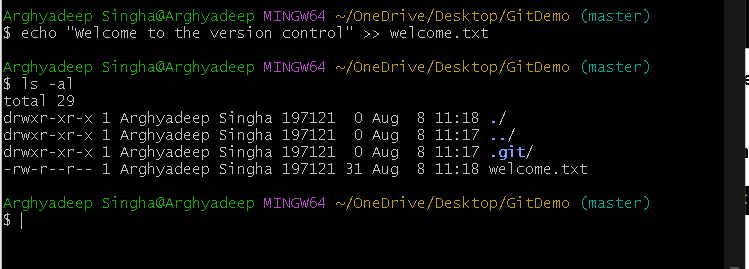 Arghyadeep Singha@Arghyadeep MINGW64 ~/OneDrive/Desktop/GitDemo (master)
$ echo "Welcome to the version control" >> welcome.txt
Arghyadeep Singha@Arghyadeep MINGW64 ~/OneDrive/Desktop/GitDemo (master)
$ ls -al
total 29
drwxr-xr-x 1 Arghyadeep Singha 197121  0 Aug  8 11:18 ./
drwxr-xr-x 1 Arghyadeep Singha 197121  0 Aug  8 11:17 ../
drwxr-xr-x 1 Arghyadeep Singha 197121  0 Aug  8 11:17 .git/
-rw-r--r-- 1 Arghyadeep Singha 197121 31 Aug  8 11:18 welcome.txt
Arghyadeep Singha@Arghyadeep MINGW64 ~/OneDrive/Desktop/GitDemo (master)
$